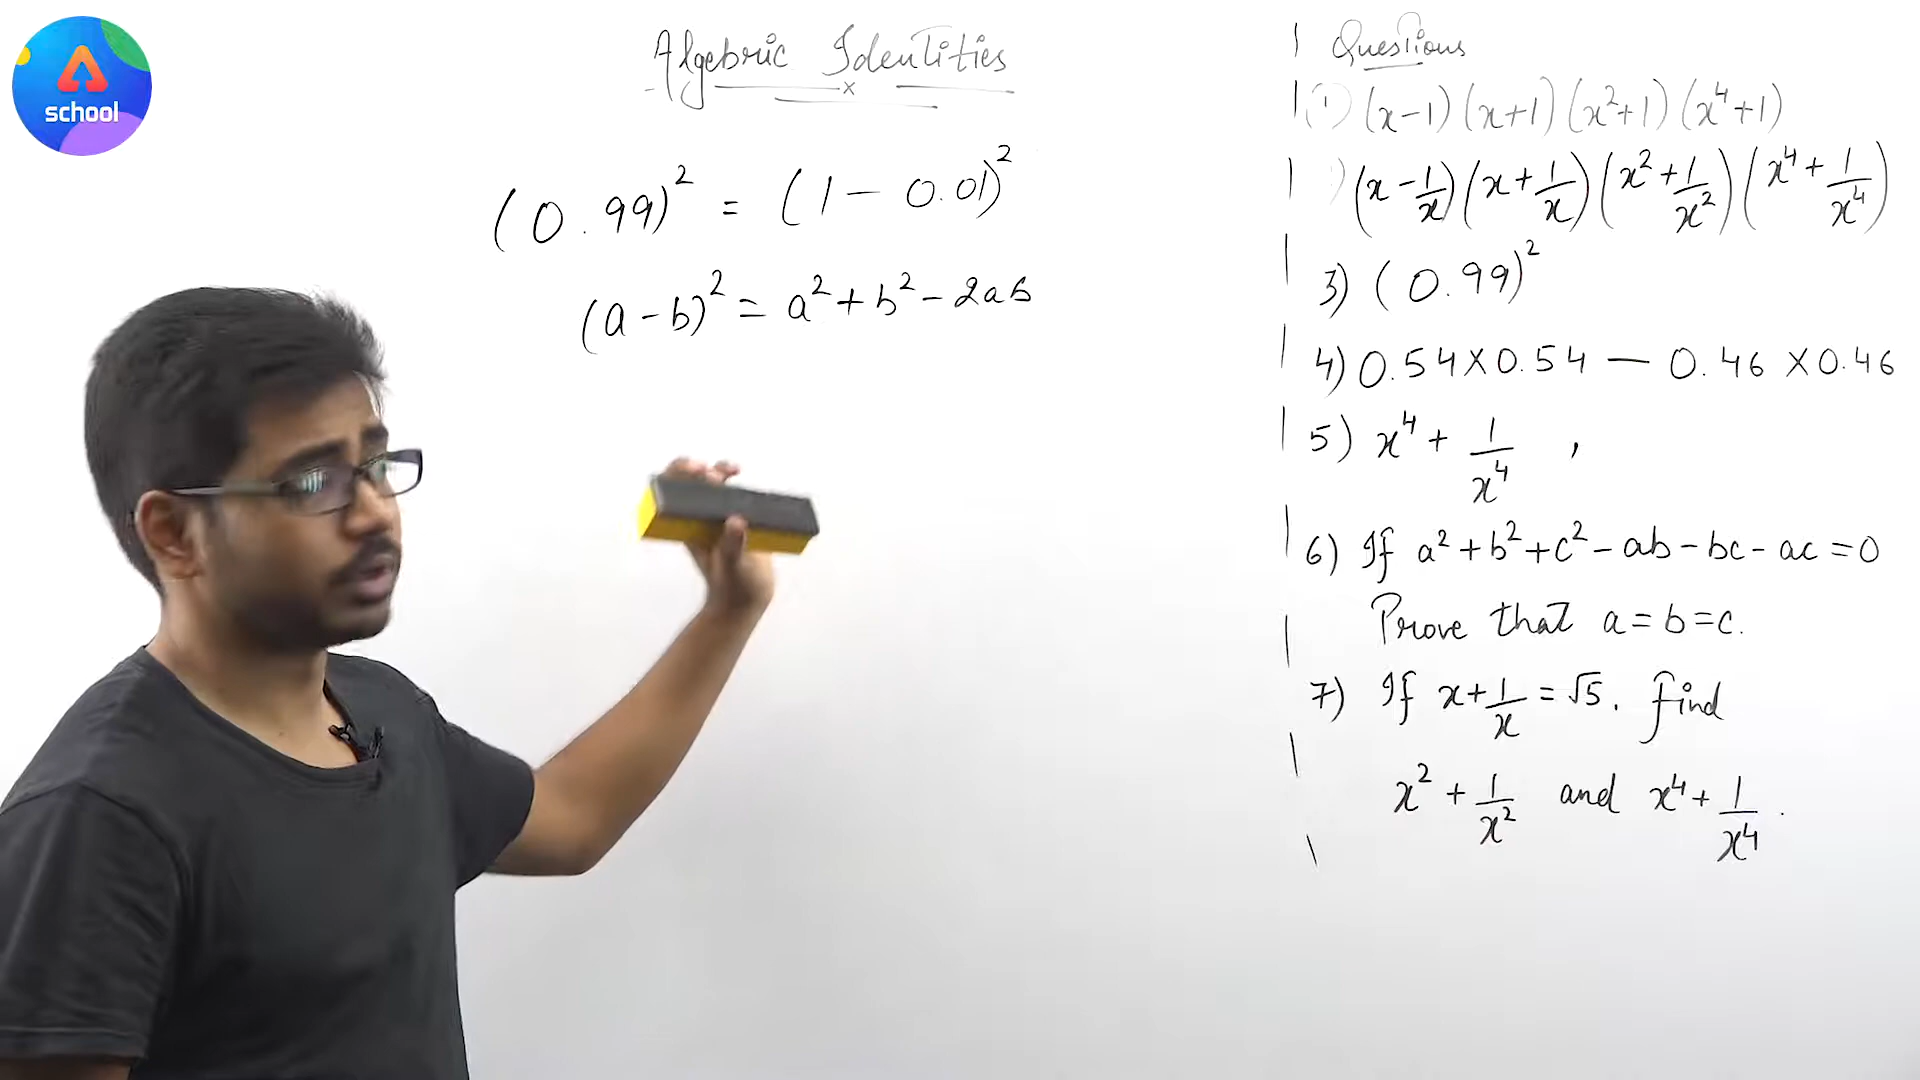 school
Algebric Identities
(0.99)² = (1 - 0.01)²
(a - b)² = a² + b² - 2ab
Questions
(1) (x-1) (x+1) (x²+1) (x⁴+1)
) (x - 1/x) (x + 1/x) (x² + 1/x²) (x⁴ + 1/x⁴)
3) (0.99)²
4) 0.54 × 0.54 — 0.46 × 0.46
5) x⁴ + 1/x⁴ ,
6) If a² + b² + c² - ab - bc - ac = 0
Prove that a = b = c.
7) If x + 1/x = √5. find
x² + 1/x² and x⁴ + 1/x⁴ .